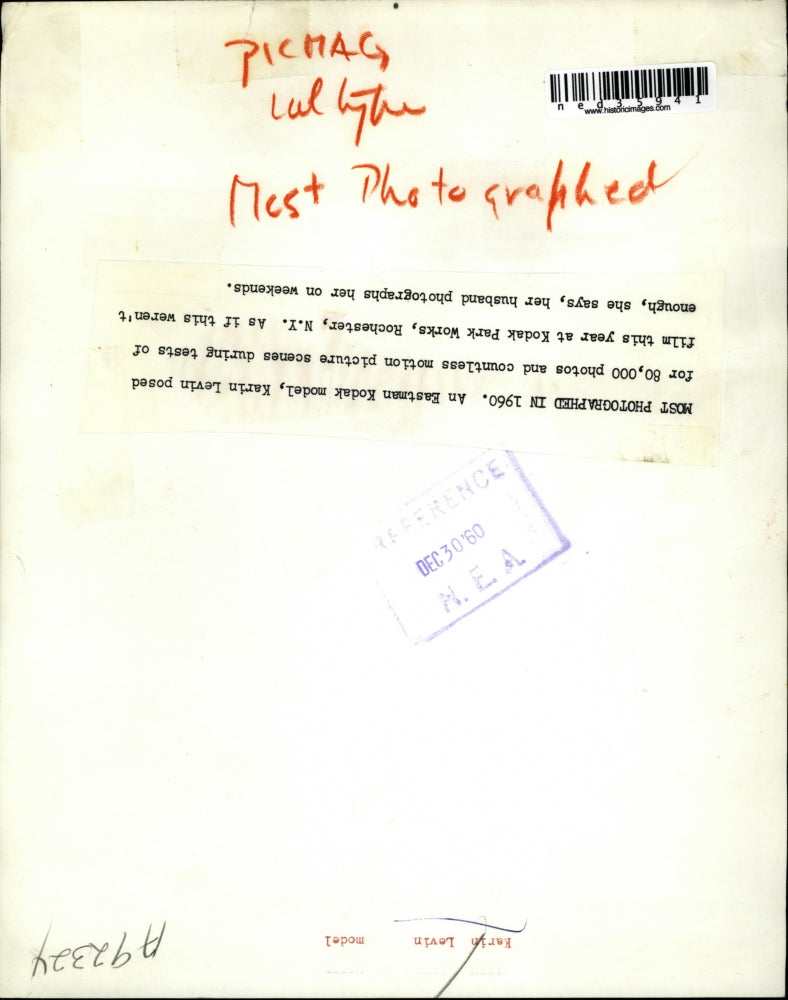 PICMAG
Most Photographed
ned35941
www.historicimages.com
MOST PHOTOGRAPHED IN 1960. An Eastman Kodak model, Karin Levin posed
for 80,000 photos and countless motion picture scenes during tests of
film this year at Kodak Park Works, Rochester, N.Y. As if this weren't
enough, she says, her husband photographs her on weekends.
REFERENCE
DEC 30 '60
N.E.A
Karin Levin model
A92324